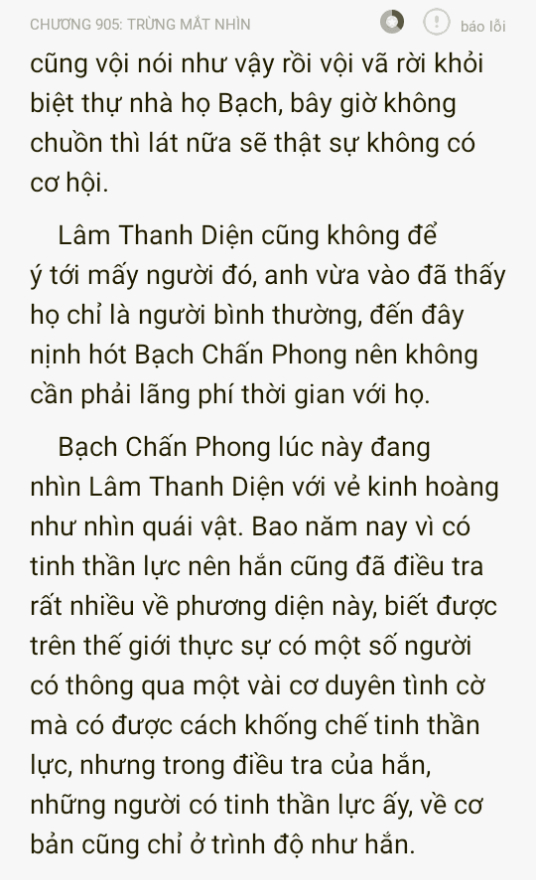 CHƯƠNG 905: TRỪNG MẮT NHÌN
báo lỗi
cũng vội nói như vậy rồi vội vã rời khỏi
biệt thự nhà họ Bạch, bây giờ không
chuồn thì lát nữa sẽ thật sự không có
cơ hội.
Lâm Thanh Diện cũng không để
ý tới mấy người đó, anh vừa vào đã thấy
họ chỉ là người bình thường, đến đây
nịnh hót Bạch Chấn Phong nên không
cần phải lãng phí thời gian với họ.
Bạch Chấn Phong lúc này đang
nhìn Lâm Thanh Diện với vẻ kinh hoàng
như nhìn quái vật. Bao năm nay vì có
tinh thần lực nên hắn cũng đã điều tra
rất nhiều về phương diện này, biết được
trên thế giới thực sự có một số người
có thông qua một vài cơ duyên tình cờ
mà có được cách khống chế tinh thần
lực, nhưng trong điều tra của hắn,
những người có tinh thần lực ấy, về cơ
bản cũng chỉ ở trình độ như hắn.